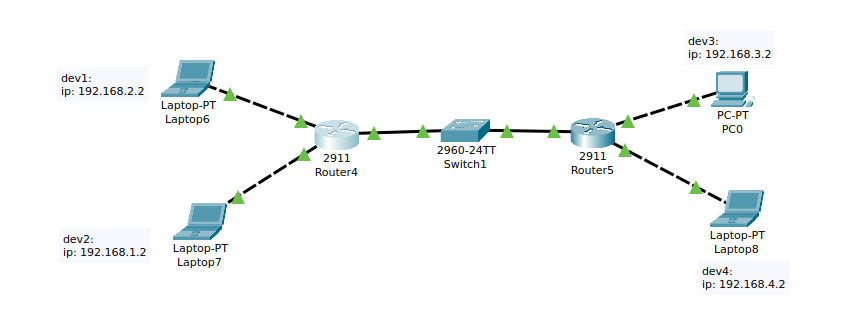 dev1:
ip: 192.168.2.2
Laptop-PT
Laptop6
dev2:
ip: 192.168.1.2
Laptop-PT
Laptop7
2911
Router4
2960-24TT
Switch1
2911
Router5
dev3:
ip: 192.168.3.2
PC-PT
PC0
Laptop-PT
Laptop8
dev4:
ip: 192.168.4.2